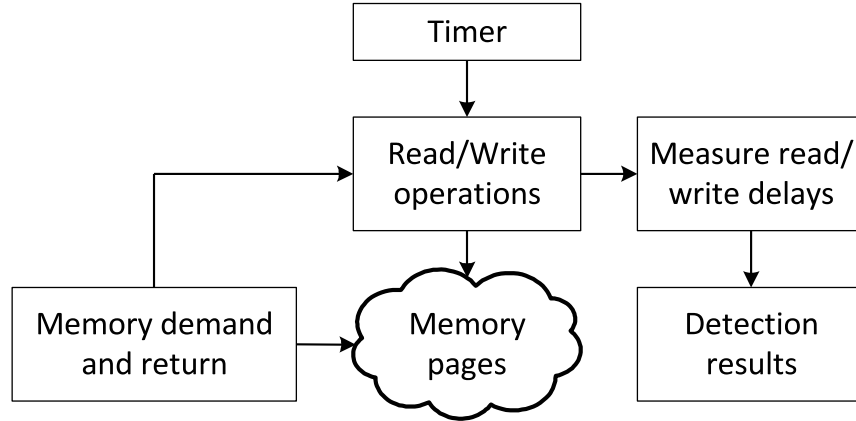 Timer
Read/Write
operations
Measure read/
write delays
Memory demand
and return
Memory
pages
Detection
results